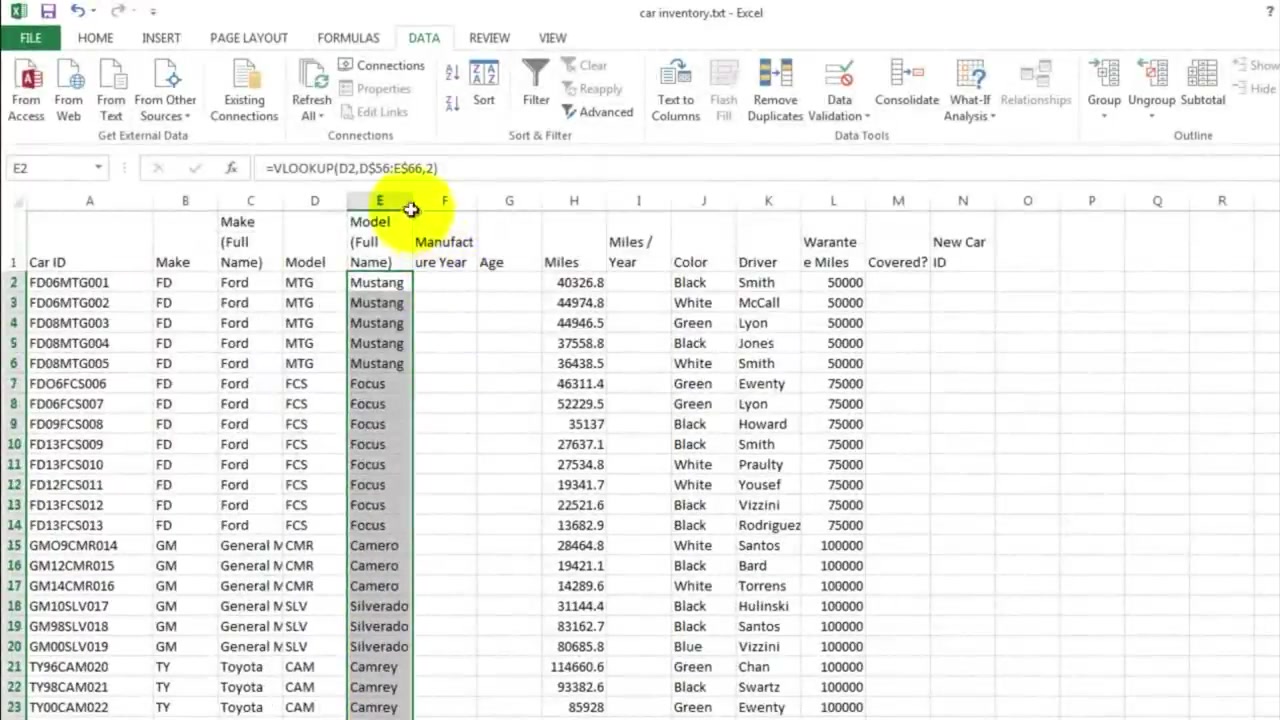 car inventory.txt - Excel
?
FILE HOME INSERT PAGE LAYOUT FORMULAS DATA REVIEW VIEW
From Access
From Web
From Text
From Other Sources
Existing Connections
Get External Data
Refresh All
Connections
Properties
Edit Links
Connections
Sort
Filter
Clear
Reapply
Advanced
Sort & Filter
Text to Columns
Flash Fill
Remove Duplicates
Data Validation
Consolidate
What-If Analysis
Relationships
Data Tools
Group
Ungroup
Subtotal
Show
Hide
Outline
E2 fx =VLOOKUP(D2,D$56:E$66,2)
A B C D E F G H I J K L M N O P Q R
1 Car ID Make Make (Full Name) Model Model (Full Name) Manufact ure Year Age Miles Miles / Year Color Driver Warante e Miles Covered? New Car ID
2 FD06MTG001 FD Ford MTG Mustang 40326.8 Black Smith 50000
3 FD06MTG002 FD Ford MTG Mustang 44974.8 White McCall 50000
4 FD08MTG003 FD Ford MTG Mustang 44946.5 Green Lyon 50000
5 FD08MTG004 FD Ford MTG Mustang 37558.8 Black Jones 50000
6 FD08MTG005 FD Ford MTG Mustang 36438.5 White Smith 50000
7 FDO6FCS006 FD Ford FCS Focus 46311.4 Green Ewenty 75000
8 FD06FCS007 FD Ford FCS Focus 52229.5 Green Lyon 75000
9 FD09FCS008 FD Ford FCS Focus 35137 Black Howard 75000
10 FD13FCS009 FD Ford FCS Focus 27637.1 Black Smith 75000
11 FD13FCS010 FD Ford FCS Focus 27534.8 White Praulty 75000
12 FD12FCS011 FD Ford FCS Focus 19341.7 White Yousef 75000
13 FD13FCS012 FD Ford FCS Focus 22521.6 Black Vizzini 75000
14 FD13FCS013 FD Ford FCS Focus 13682.9 Black Rodriguez 75000
15 GMO9CMR014 GM General M CMR Camero 28464.8 White Santos 100000
16 GM12CMR015 GM General M CMR Camero 19421.1 Black Bard 100000
17 GM14CMR016 GM General M CMR Camero 14289.6 White Torrens 100000
18 GM10SLV017 GM General M SLV Silverado 31144.4 Black Hulinski 100000
19 GM98SLV018 GM General M SLV Silverado 83162.7 Black Santos 100000
20 GM00SLV019 GM General M SLV Silverado 80685.8 Blue Vizzini 100000
21 TY96CAM020 TY Toyota CAM Camrey 114660.6 Green Chan 100000
22 TY98CAM021 TY Toyota CAM Camrey 93382.6 Black Swartz 100000
23 TY00CAM022 TY Toyota CAM Camrey 85928 Green Ewenty 100000